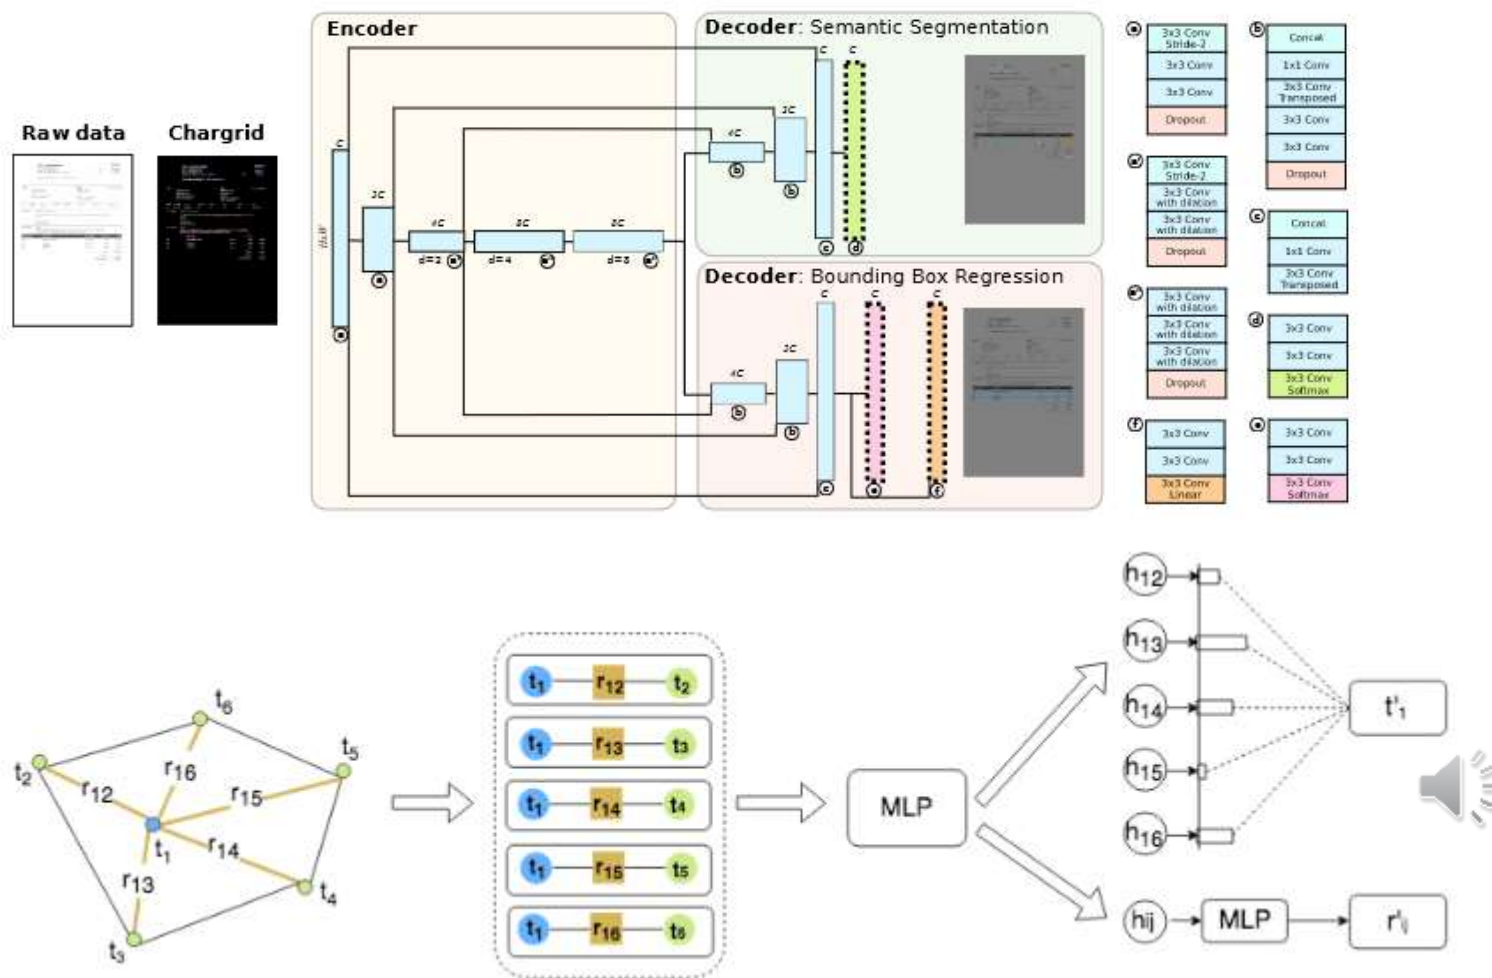 Encoder
Decoder: Semantic Segmentation
Raw data
Chargrid
C
2C
4C
8C
8C
HxW
d=2
d=4
d=8
a
a
a'
a"
a"
4C
2C
C
C
b
b
c
d
Decoder: Bounding Box Regression
4C
2C
C
C
C
b
b
c
e
f
a
3x3 Conv
Stride-2
3x3 Conv
3x3 Conv
Dropout
b
Concat
1x1 Conv
3x3 Conv
Transposed
3x3 Conv
3x3 Conv
Dropout
a'
3x3 Conv
Stride-2
3x3 Conv
with dilation
3x3 Conv
with dilation
Dropout
c
Concat
1x1 Conv
3x3 Conv
Transposed
a"
3x3 Conv
with dilation
3x3 Conv
with dilation
3x3 Conv
with dilation
Dropout
d
3x3 Conv
3x3 Conv
3x3 Conv
Softmax
f
3x3 Conv
3x3 Conv
3x3 Conv
Linear
e
3x3 Conv
3x3 Conv
3x3 Conv
Softmax
t6
t2
t5
r12
r16
r15
t1
r14
r13
t4
t3
t1 r12 t2
t1 r13 t3
t1 r14 t4
t1 r15 t5
t1 r16 t6
MLP
h12
h13
h14
h15
h16
t'1
hij
MLP
r'ij